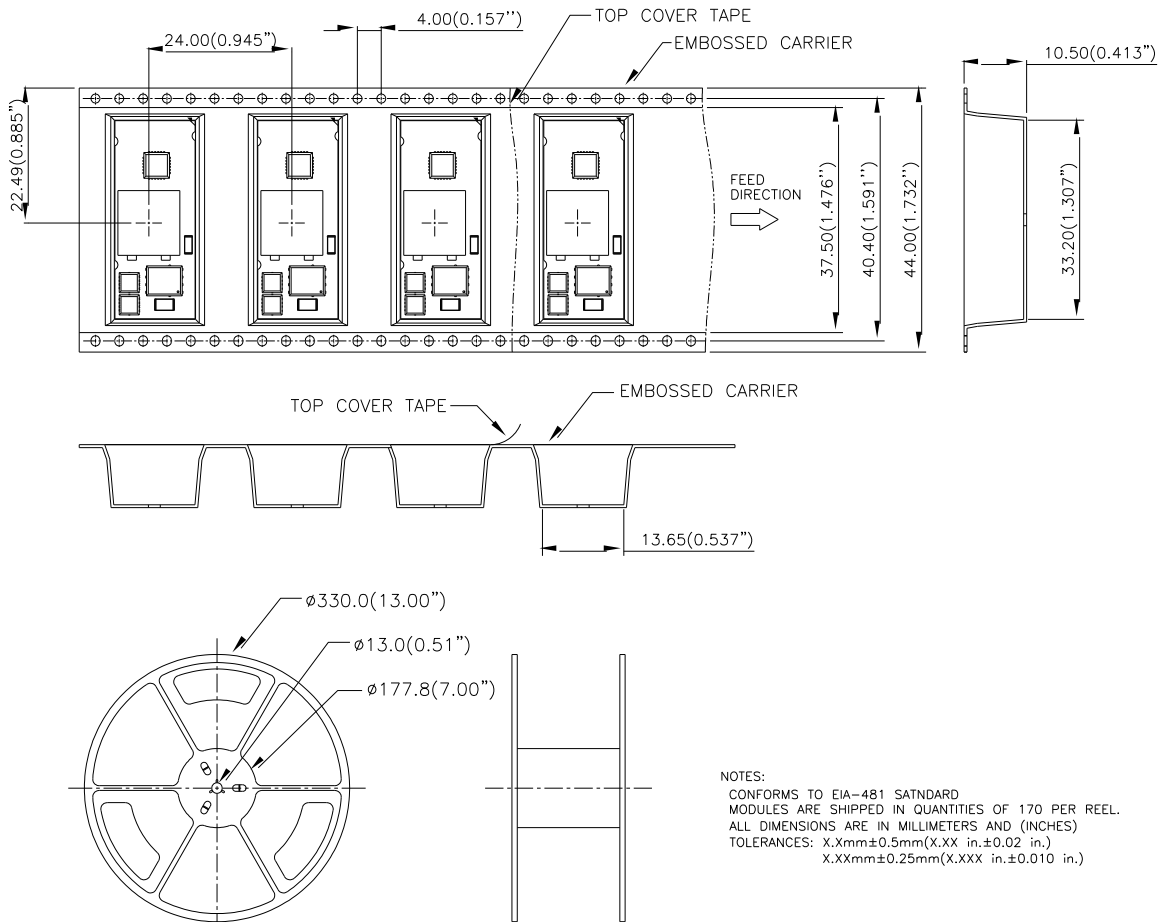 4.00(0.157'')
TOP COVER TAPE
24.00(0.945")
EMBOSSED CARRIER
10.50(0.413")
22.49(0.885")
FEED
DIRECTION
37.50(1.476'')
40.40(1.591'')
44.00(1.732'')
33.20(1.307")
TOP COVER TAPE
EMBOSSED CARRIER
13.65(0.537")
ø330.0(13.00")
ø13.0(0.51")
ø177.8(7.00")
NOTES:
CONFORMS TO EIA-481 SATNDARD
MODULES ARE SHIPPED IN QUANTITIES OF 170 PER REEL.
ALL DIMENSIONS ARE IN MILLIMETERS AND (INCHES)
TOLERANCES: X.Xmm±0.5mm(X.XX in.±0.02 in.)
X.XXmm±0.25mm(X.XXX in.±0.010 in.)